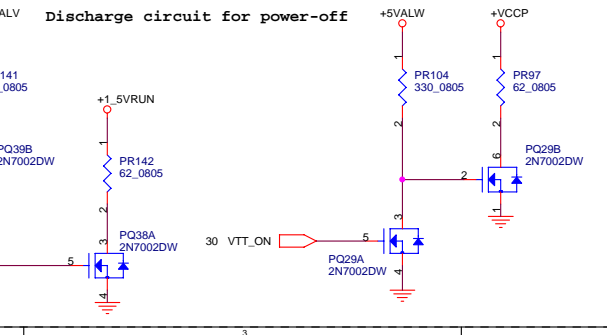 ALV
Discharge circuit for power-off
+5VALW
+VCCP
141
_0805
1
PR104
330_0805
2
1
PR97
62_0805
2
+1_5VRUN
1
PR142
62_0805
2
PQ39B
2N7002DW
6
PQ29B
2N7002DW
2
1
3
PQ38A
2N7002DW
5
4
30 VTT_ON
3
5
PQ29A
2N7002DW
4
3